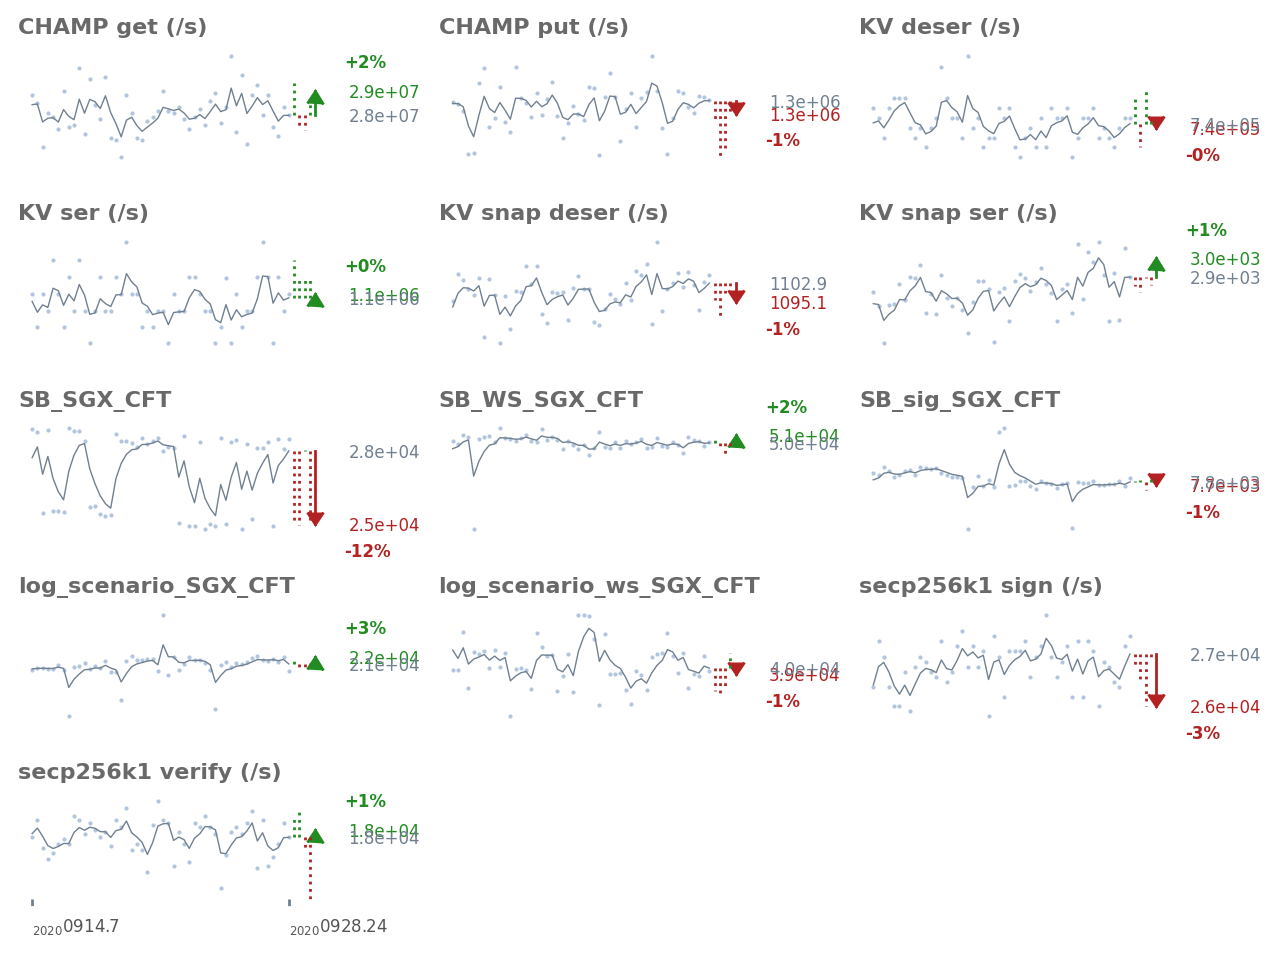 CHAMP get (/s)
+2%
2.9e+07
2.8e+07
CHAMP put (/s)
1.3e+06
1.3e+06
-1%
KV deser (/s)
7.4e+05
7.4e+05
-0%
KV ser (/s)
+0%
1.1e+06
1.1e+06
KV snap deser (/s)
1102.9
1095.1
-1%
KV snap ser (/s)
+1%
3.0e+03
2.9e+03
SB_SGX_CFT
2.8e+04
2.5e+04
-12%
SB_WS_SGX_CFT
+2%
5.1e+04
5.0e+04
SB_sig_SGX_CFT
7.8e+03
7.7e+03
-1%
log_scenario_SGX_CFT
+3%
2.2e+04
2.1e+04
log_scenario_ws_SGX_CFT
4.0e+04
3.9e+04
-1%
secp256k1 sign (/s)
2.7e+04
2.6e+04
-3%
secp256k1 verify (/s)
+1%
1.8e+04
1.8e+04
20200914.7
20200928.24